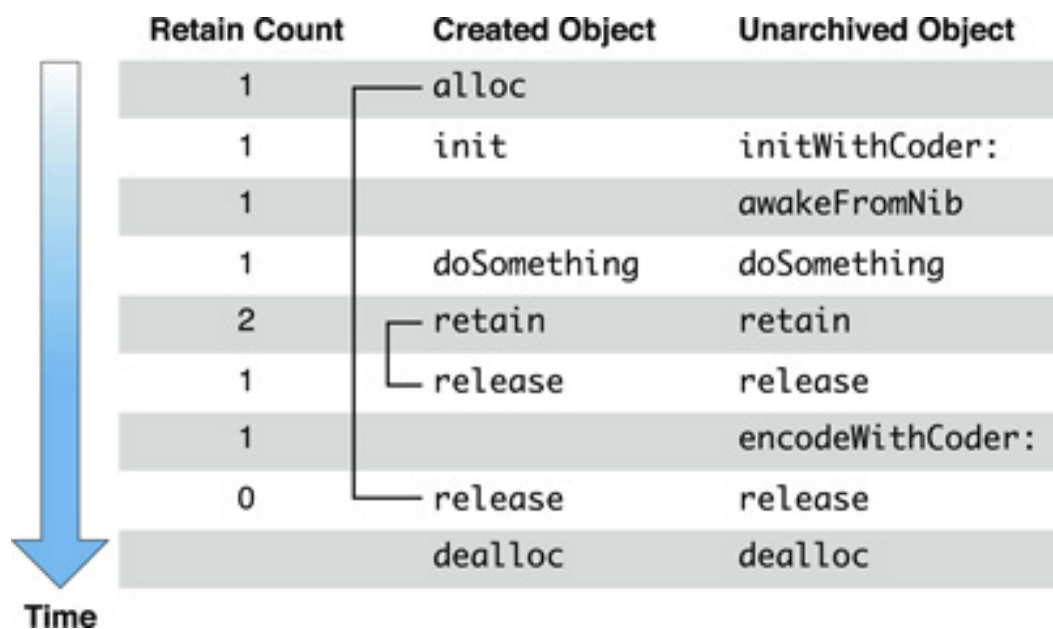 Retain Count Created Object Unarchived Object
1 alloc
1 init initWithCoder:
1 awakeFromNib
1 doSomething doSomething
2 retain retain
1 release release
1 encodeWithCoder:
0 release release
dealloc dealloc
Time